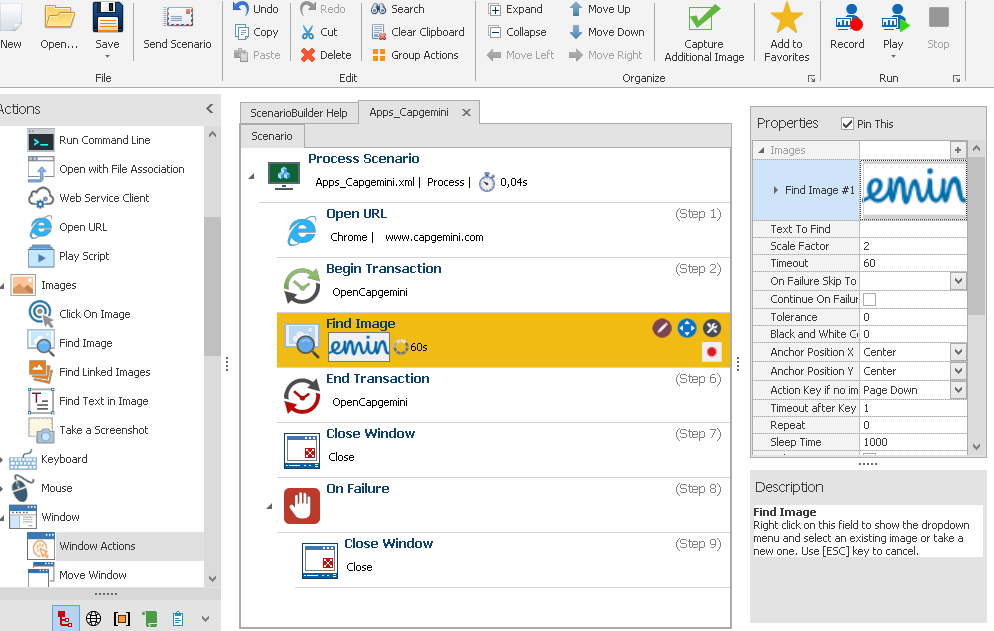 New
Open...
Save
Send Scenario
File
Undo
Copy
Paste
Redo
Cut
Delete
Search
Clear Clipboard
Group Actions
Edit
Expand
Collapse
Move Left
Move Up
Move Down
Move Right
Capture
Additional Image
Organize
Add to
Favorites
Record
Play
Stop
Run
Actions
Run Command Line
Open with File Association
Web Service Client
Open URL
Play Script
Images
Click On Image
Find Image
Find Linked Images
Find Text in Image
Take a Screenshot
Keyboard
Mouse
Window
Window Actions
Move Window
ScenarioBuilder Help
Apps_Capgemini
Scenario
Process Scenario
Apps_Capgemini.xml | Process | 0,04s
Open URL (Step 1)
Chrome | www.capgemini.com
Begin Transaction (Step 2)
OpenCapgemini
Find Image
emin 60s
End Transaction (Step 6)
OpenCapgemini
Close Window (Step 7)
Close
On Failure (Step 8)
Close Window (Step 9)
Close
Properties Pin This
Images
Find Image #1 emin
Text To Find
Scale Factor 2
Timeout 60
On Failure Skip To
Continue On Failur
Tolerance 0
Black and White Co 0
Anchor Position X Center
Anchor Position Y Center
Action Key if no im Page Down
Timeout after Key 1
Repeat 0
Sleep Time 1000
Description
Find Image
Right click on this field to show the dropdown
menu and select an existing image or take a
new one. Use [ESC] key to cancel.